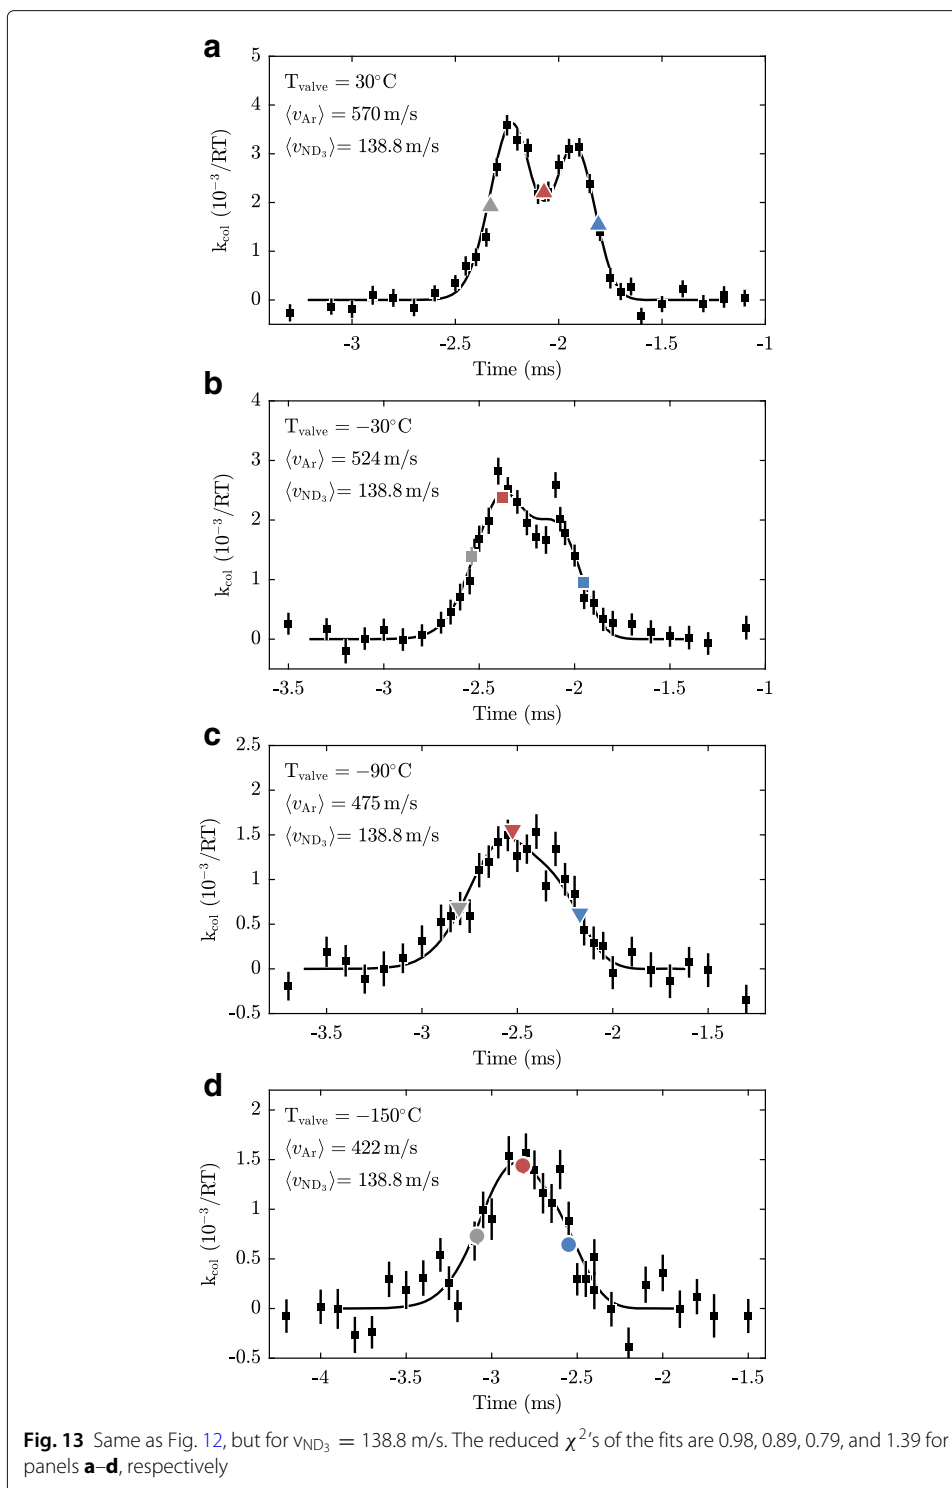 a
5
4
3
2
1
0
k_col (10⁻³/RT)
T_valve = 30°C
⟨v_Ar⟩ = 570 m/s
⟨v_ND₃⟩ = 138.8 m/s
-3 -2.5 -2 -1.5 -1
Time (ms)
b
4
3
2
1
0
k_col (10⁻³/RT)
T_valve = −30°C
⟨v_Ar⟩ = 524 m/s
⟨v_ND₃⟩ = 138.8 m/s
-3.5 -3 -2.5 -2 -1.5 -1
Time (ms)
c
2.5
2
1.5
1
0.5
0
-0.5
k_col (10⁻³/RT)
T_valve = −90°C
⟨v_Ar⟩ = 475 m/s
⟨v_ND₃⟩ = 138.8 m/s
-3.5 -3 -2.5 -2 -1.5
Time (ms)
d
2
1.5
1
0.5
0
-0.5
k_col (10⁻³/RT)
T_valve = −150°C
⟨v_Ar⟩ = 422 m/s
⟨v_ND₃⟩ = 138.8 m/s
-4 -3.5 -3 -2.5 -2 -1.5
Time (ms)
Fig. 13 Same as Fig. 12, but for v_ND₃ = 138.8 m/s. The reduced χ²'s of the fits are 0.98, 0.89, 0.79, and 1.39 for
panels a–d, respectively